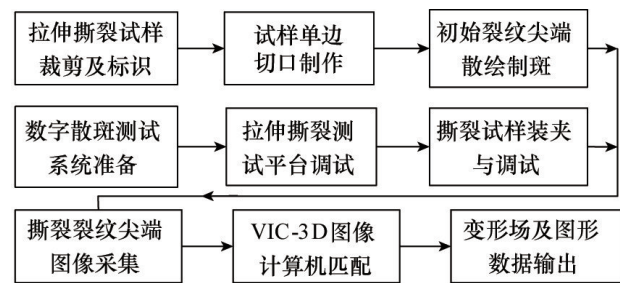 拉伸撕裂试样
裁剪及标识
试样单边
切口制作
初始裂纹尖端
散绘制斑
数字散斑测试
系统准备
拉伸撕裂测
试平台调试
撕裂试样装夹
与调试
撕裂裂纹尖端
图像采集
VIC-3D图像
计算机匹配
变形场及图形
数据输出